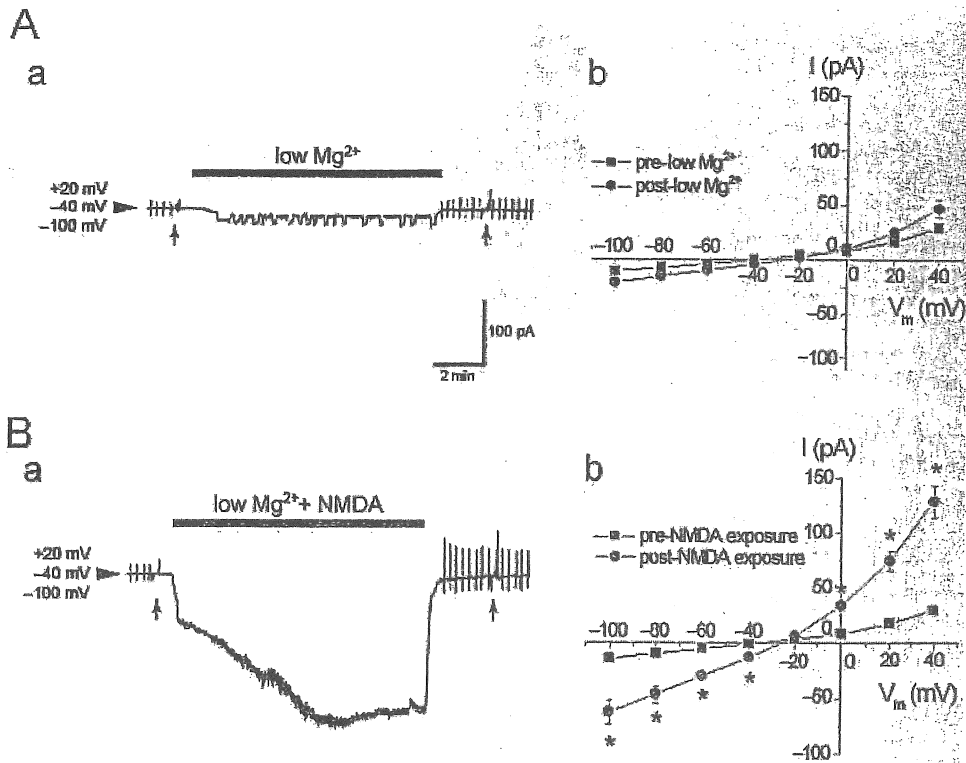 A
a
low Mg²⁺
+20 mV
−40 mV
−100 mV
100 pA
2 min
b
I (pA)
150
100
50
0
−50
−100
pre-low Mg²⁺
post-low Mg²⁺
−100 −80 −60 −40 −20 0 20 40
Vm (mV)
B
a
low Mg²⁺+ NMDA
+20 mV
−40 mV
−100 mV
b
I (pA)
150
100
50
0
−50
−100
pre-NMDA exposure
post-NMDA exposure
−100 −80 −60 −40 −20 0 20 40
Vm (mV)
* * * * * * *